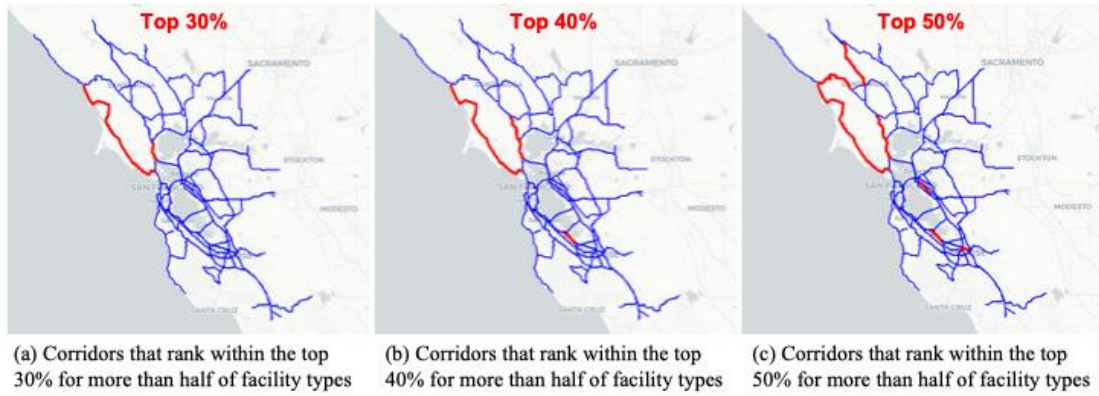 Top 30%
SACRAMENTO
STOCKTON
MODESTO
SANTA CRUZ
Top 40%
SACRAMENTO
STOCKTON
MODESTO
SANTA CRUZ
Top 50%
SACRAMENTO
STOCKTON
MODESTO
SANTA CRUZ
(a) Corridors that rank within the top
30% for more than half of facility types
(b) Corridors that rank within the top
40% for more than half of facility types
(c) Corridors that rank within the top
50% for more than half of facility types